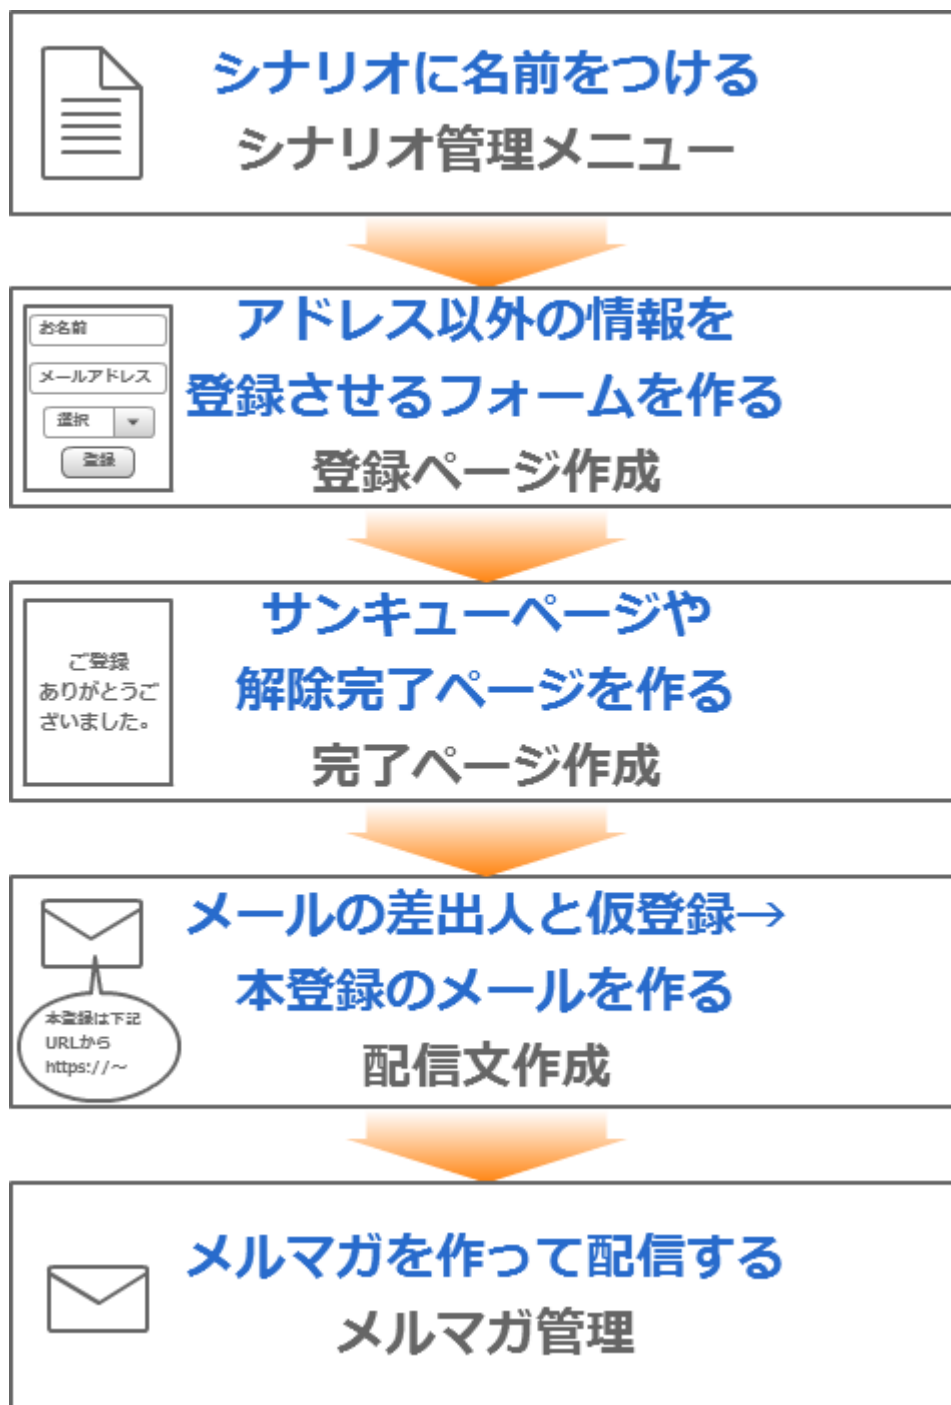 シナリオに名前をつける
シナリオ管理メニュー
アドレス以外の情報を
登録させるフォームを作る
登録ページ作成
お名前
メールアドレス
選択
登録
サンキューページや
解除完了ページを作る
完了ページ作成
ご登録
ありがとうご
ざいました。
メールの差出人と仮登録→
本登録のメールを作る
配信文作成
本登録は下記
URLから
https://～
メルマガを作って配信する
メルマガ管理